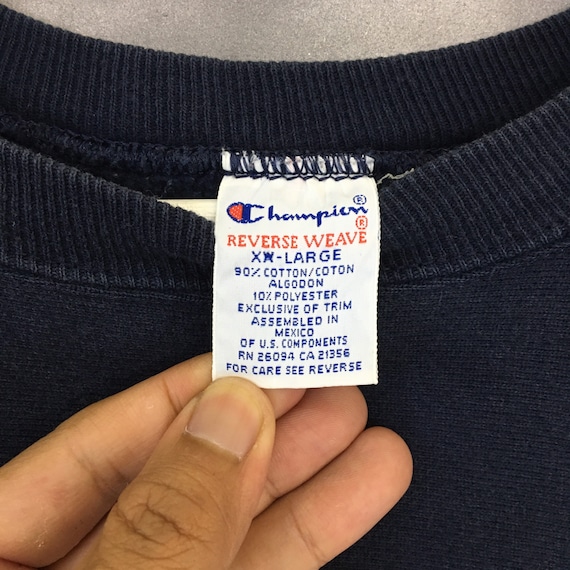 Champion®
REVERSE WEAVE®
XX-LARGE
90% COTTON/COTON
ALGODON
10% POLYESTER
EXCLUSIVE OF TRIM
ASSEMBLED IN
MEXICO
OF U.S. COMPONENTS
RN 26094 CA 21356
FOR CARE SEE REVERSE